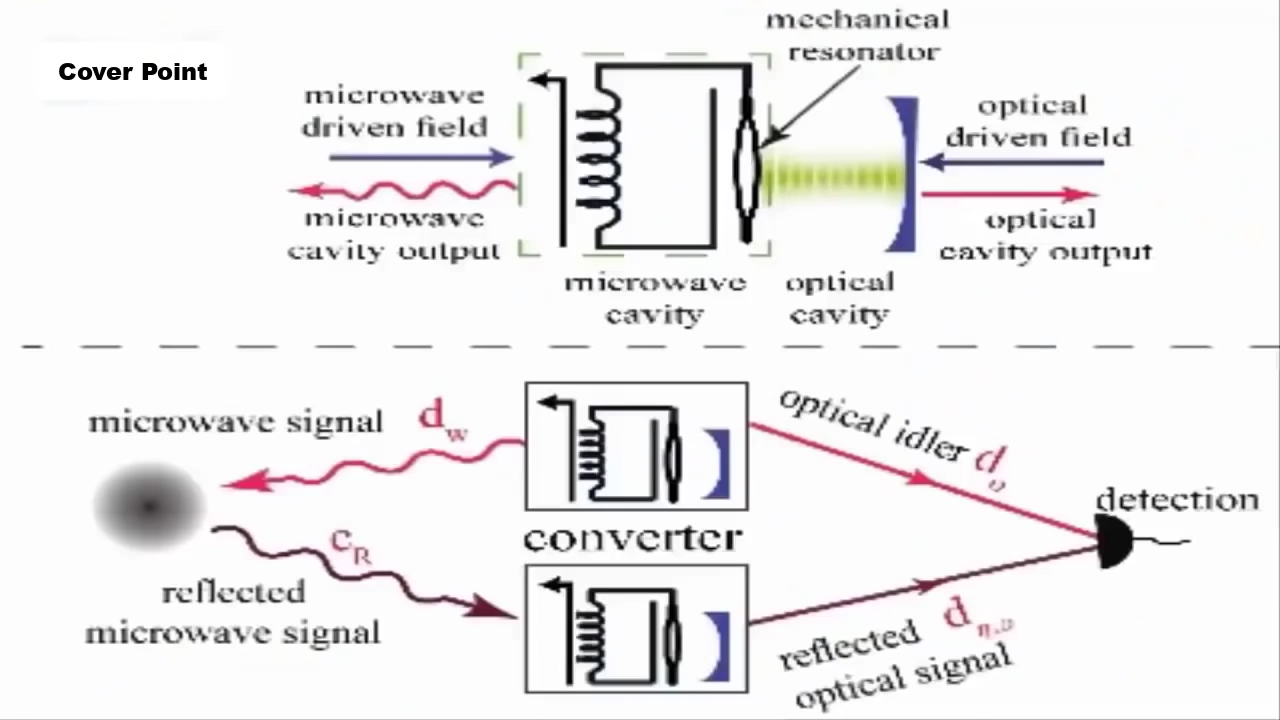 Cover Point
mechanical
resonator
microwave
driven field
optical
driven field
microwave
cavity output
optical
cavity output
microwave
cavity
optical
cavity
microwave signal
d w
optical idler d o
detection
converter
c R
reflected
microwave signal
reflected
optical signal
d η,o